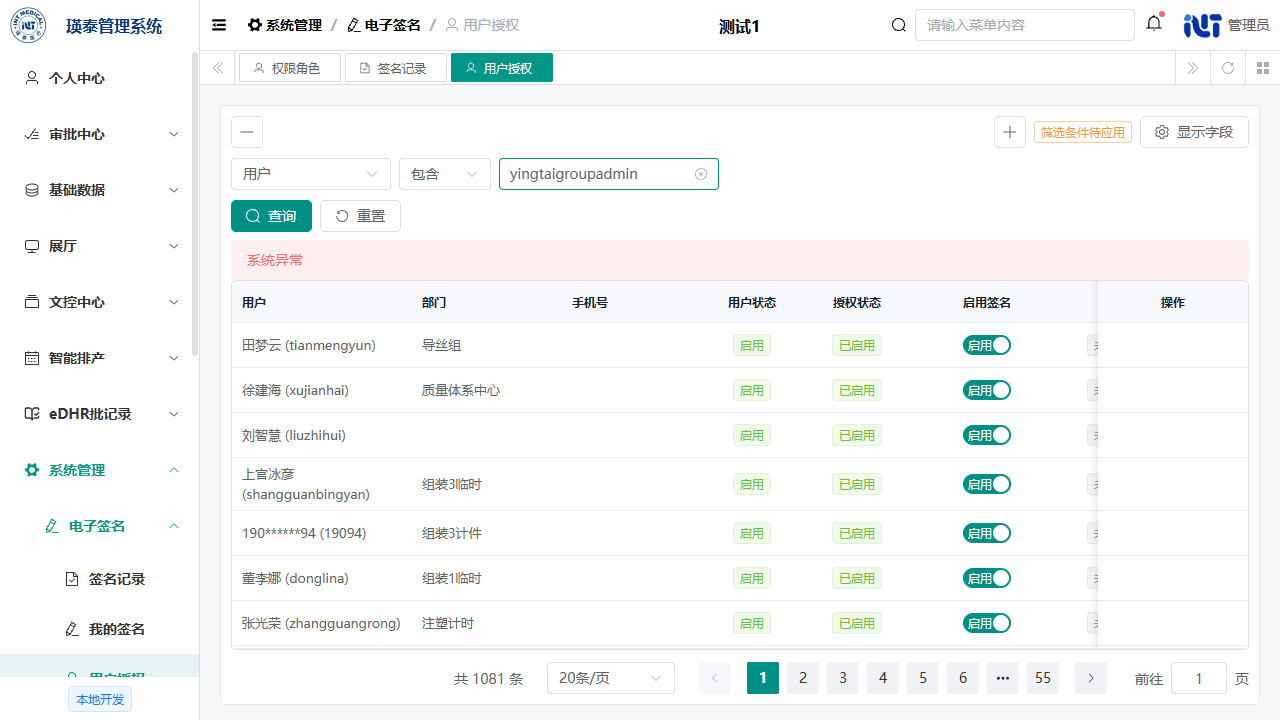 瑛泰管理系统
系统管理 / 电子签名 / 用户授权
测试1
请输入菜单内容
管理员
个人中心
审批中心
基础数据
展厅
文控中心
智能排产
eDHR批记录
系统管理
电子签名
签名记录
我的签名
用户授权
本地开发
权限角色
签名记录
用户授权
筛选条件待应用
显示字段
用户
包含
yingtaigroupadmin
查询
重置
系统异常
用户 部门 手机号 用户状态 授权状态 启用签名 操作
田梦云 (tianmengyun) 导丝组 启用 已启用 启用
徐建海 (xujianhai) 质量体系中心 启用 已启用 启用
刘智慧 (liuzhihui) 启用 已启用 启用
上官冰彦
(shangguanbingyan) 组装3临时 启用 已启用 启用
190******94 (19094) 组装3计件 启用 已启用 启用
董李娜 (donglina) 组装1临时 启用 已启用 启用
张光荣 (zhangguangrong) 注塑计时 启用 已启用 启用
共 1081 条 20条/页 1 2 3 4 5 6 ••• 55 前往 1 页